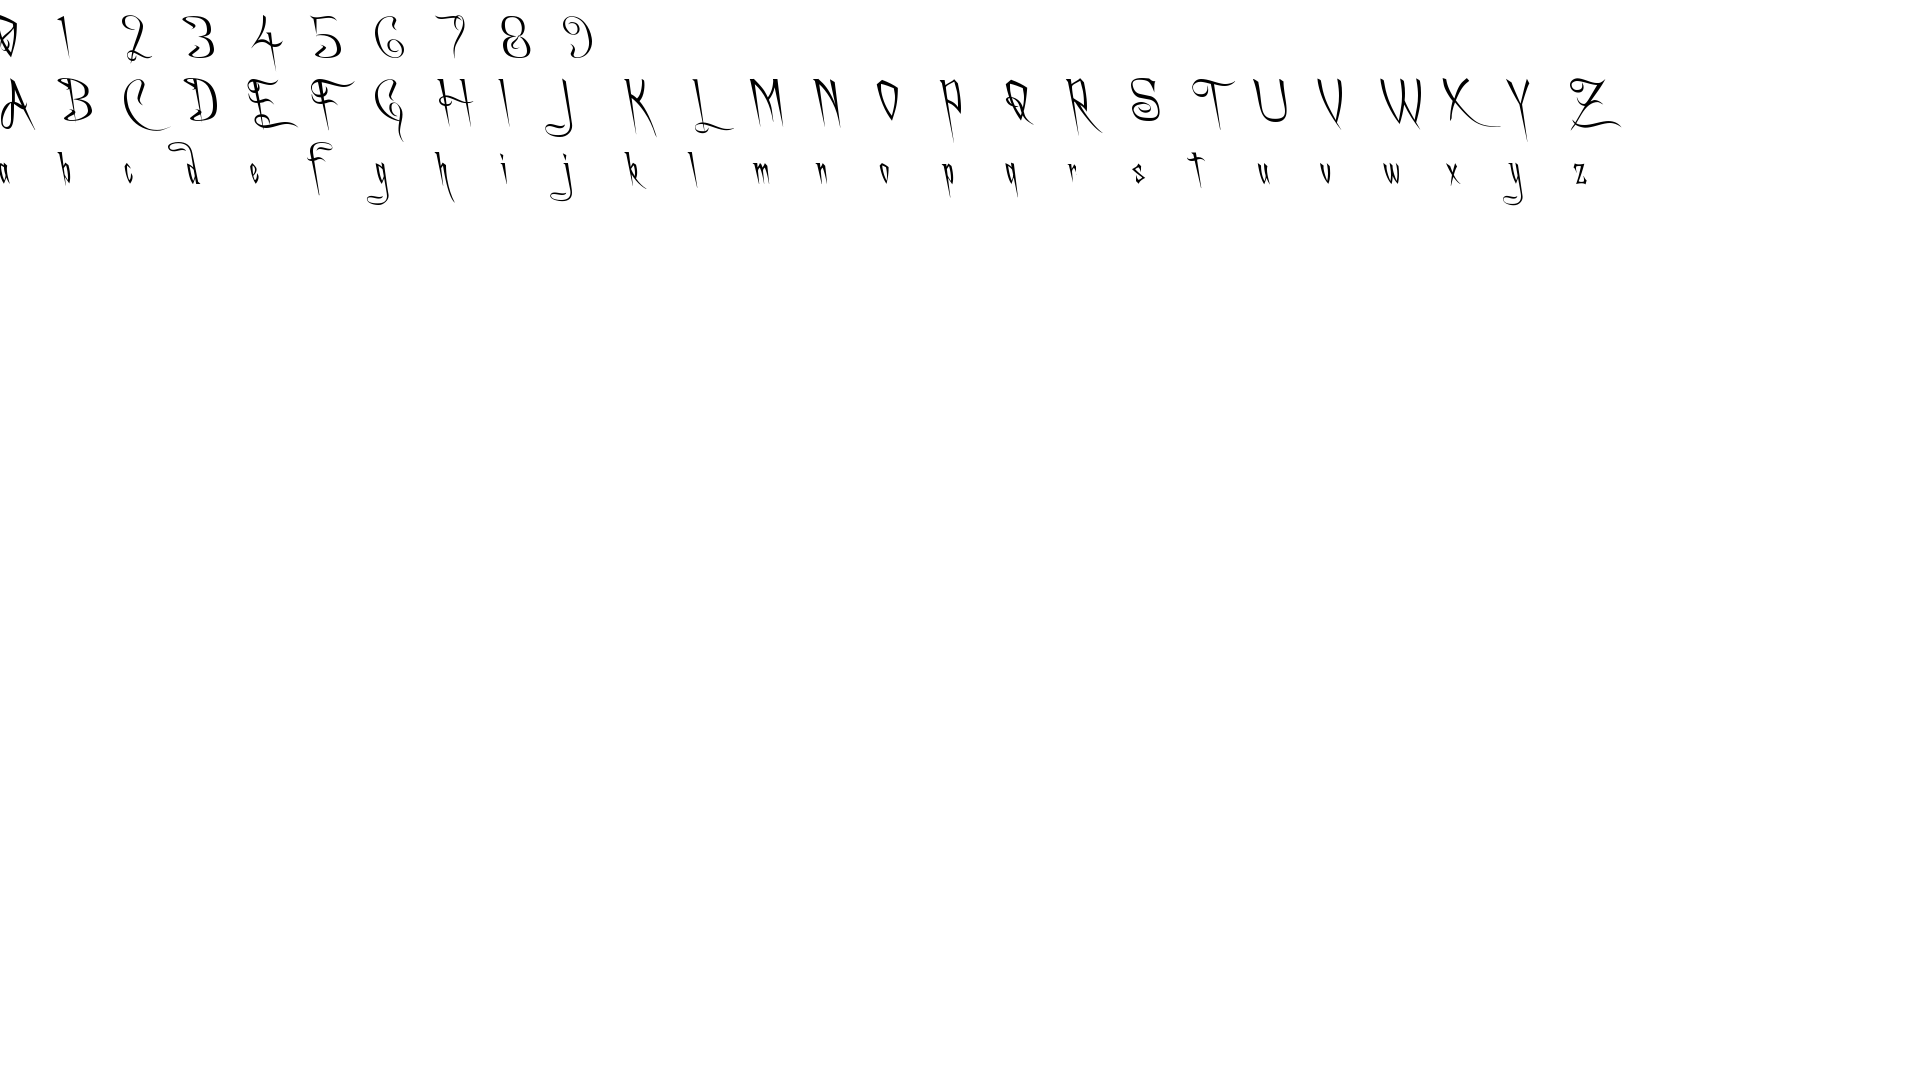 0 1 2 3 4 5 6 7 8 9
A B C D E F G H I J K L M N O P Q R S T U V W X Y Z
a b c d e f g h i j k l m n o p q r s t u v w x y z